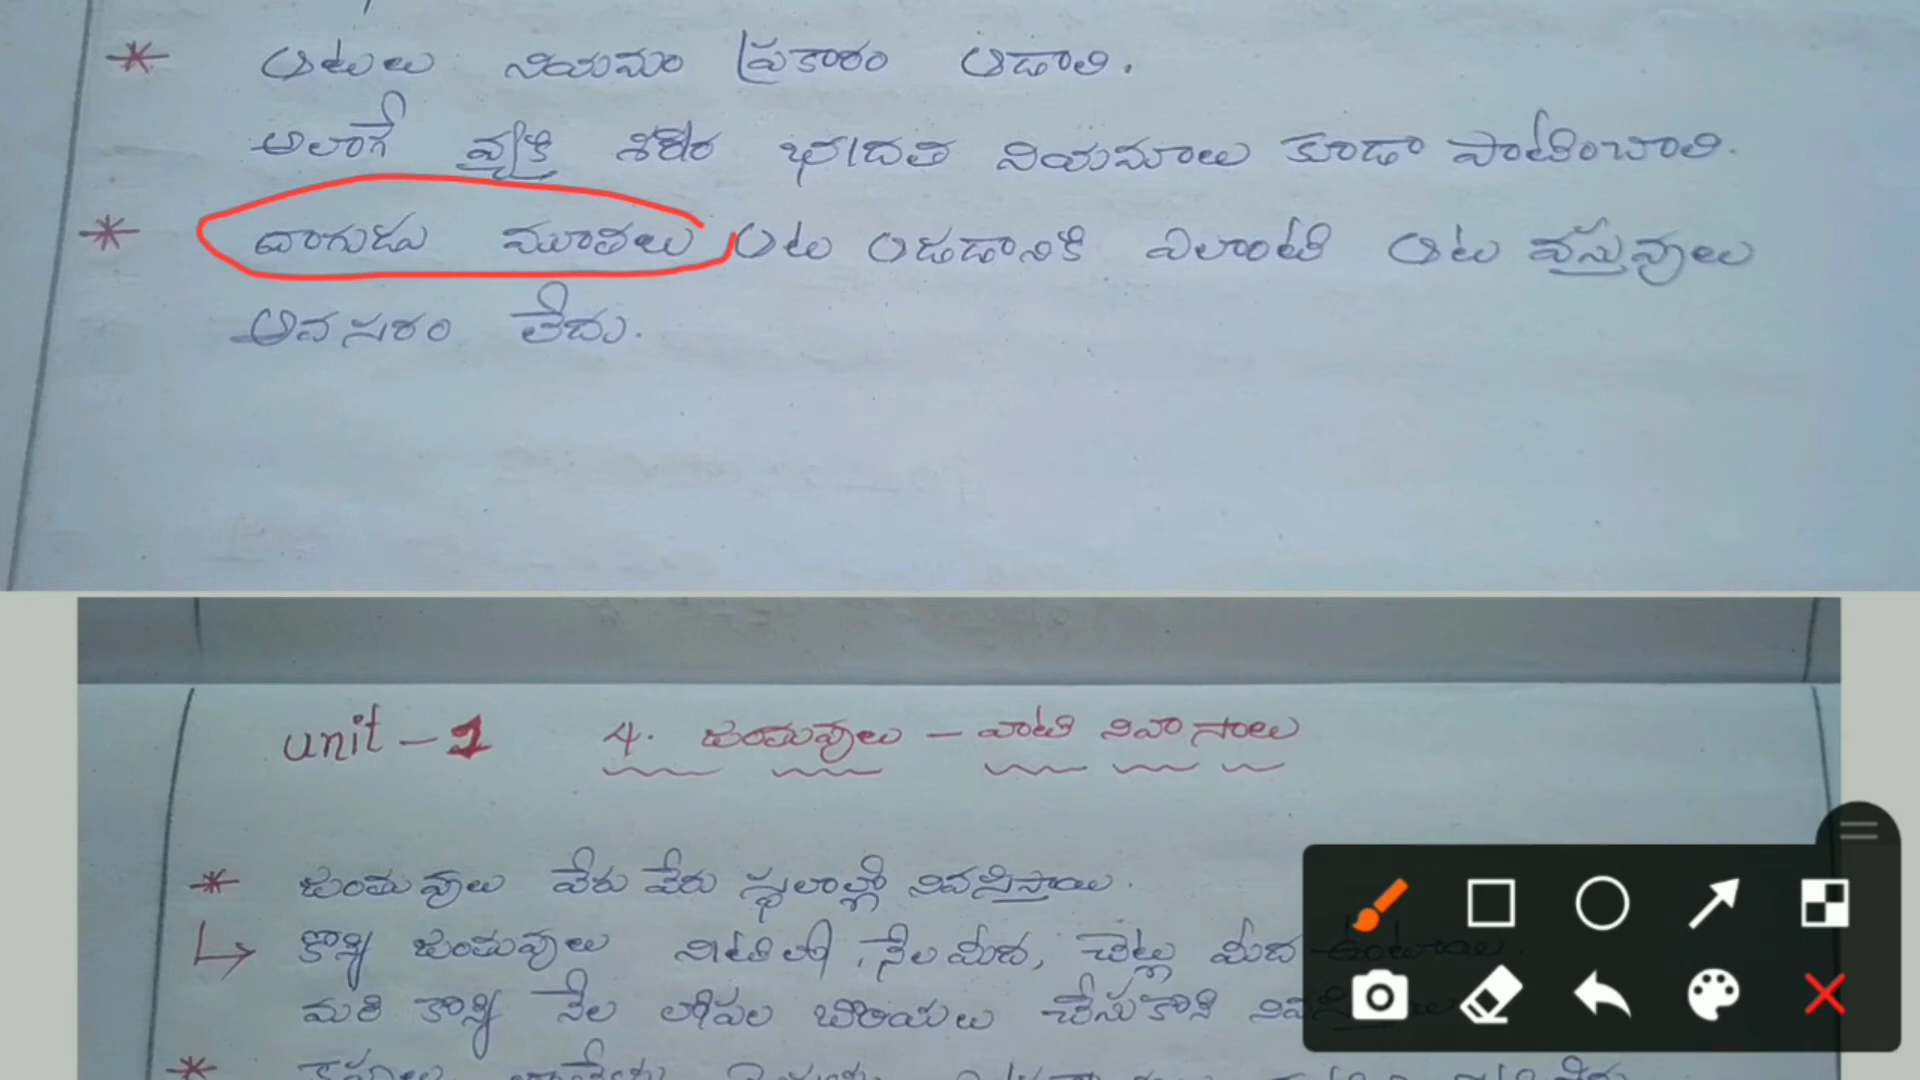 ఆటలు నియమం ప్రకారం ఆడాలి.
అలాగే వ్యక్తి శరీర భద్రత నియమాలు కూడా పాటించాలి.
దాగుడు మూతలు ఆట ఆడడానికి ఎలాంటి ఆట వస్తువులు
అవసరం లేదు.
unit - 1 4. జంతువులు - వాటి నివాసాలు
* జంతువులు వేరు వేరు స్థలాల్లో నివసిస్తాయి.
కొన్ని జంతువులు నీటిలో, నేల మీద, చెట్ల మీద ఉంటాయి.
మరి కొన్ని నేల లోపల బొరియలు చేసుకొని